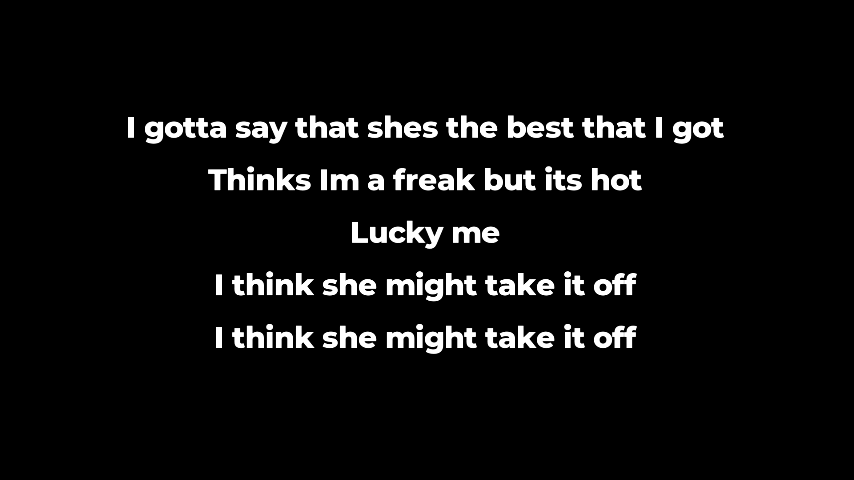 I gotta say that shes the best that I got
Thinks Im a freak but its hot
Lucky me
I think she might take it off
I think she might take it off